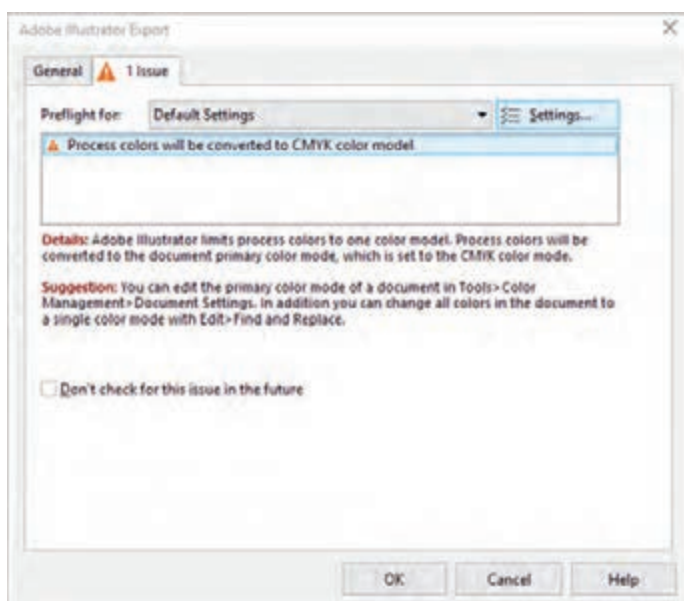 Adobe Illustrator Export
General 1 Issue
Preflight for: Default Settings Settings...
Process colors will be converted to CMYK color model.
Details: Adobe Illustrator limits process colors to one color model. Process colors will be
converted to the document primary color mode, which is set to the CMYK color mode.
Suggestion: You can edit the primary color mode of a document in Tools>Color
Management>Document Settings. In addition you can change all colors in the document to
a single color mode with Edit>Find and Replace.
Don't check for this issue in the future
OK Cancel Help